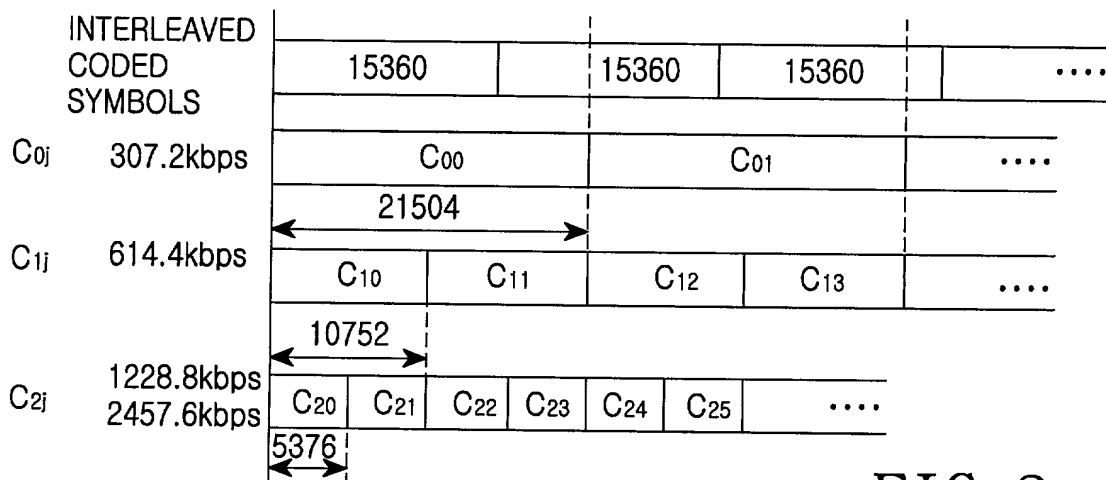 INTERLEAVED
CODED
SYMBOLS
15360 15360 15360 ····
C0j 307.2kbps C00 C01 ····
21504
C1j 614.4kbps C10 C11 C12 C13 ····
10752
C2j 1228.8kbps
2457.6kbps C20 C21 C22 C23 C24 C25 ····
5376